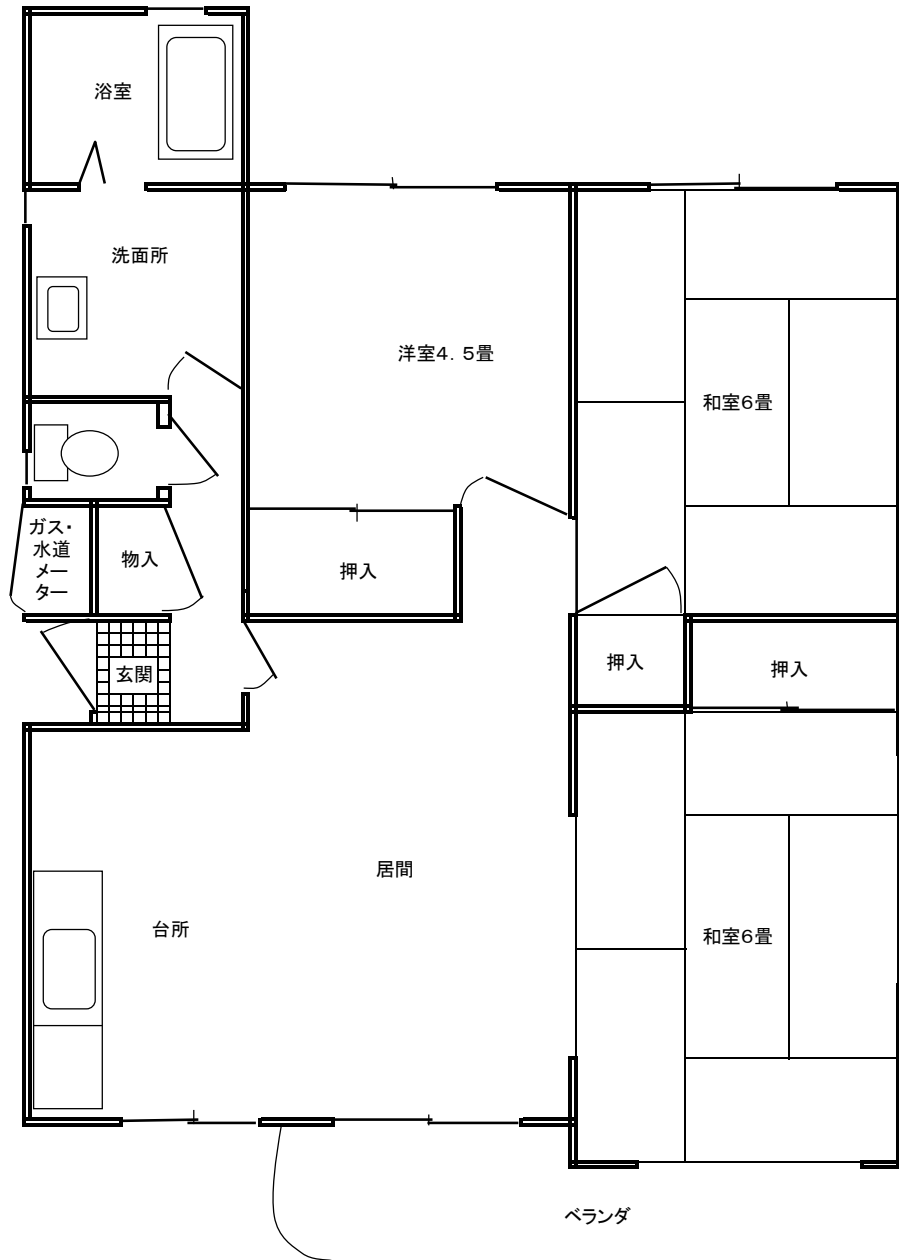 浴室
洗面所
洋室4．5畳
和室6畳
ガス・
水道
メー
ター
物入
押入
玄関
押入
押入
居間
台所
和室6畳
ベランダ